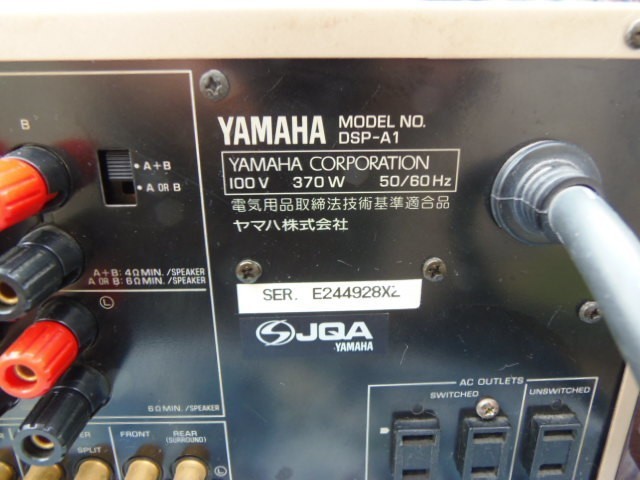 B
A+B
A OR B
A+B: 4Ω MIN. /SPEAKER
A OR B: 6Ω MIN. /SPEAKER
L
6Ω MIN. /SPEAKER
SPLIT
FRONT
REAR
(SURROUND)
L
YAMAHA MODEL NO.
DSP-A1
YAMAHA CORPORATION
100V 370W 50/60Hz
電気用品取締法技術基準適合品
ヤマハ株式会社
SER. E244928XZ
JQA
YAMAHA
AC OUTLETS
SWITCHED
UNSWITCHED